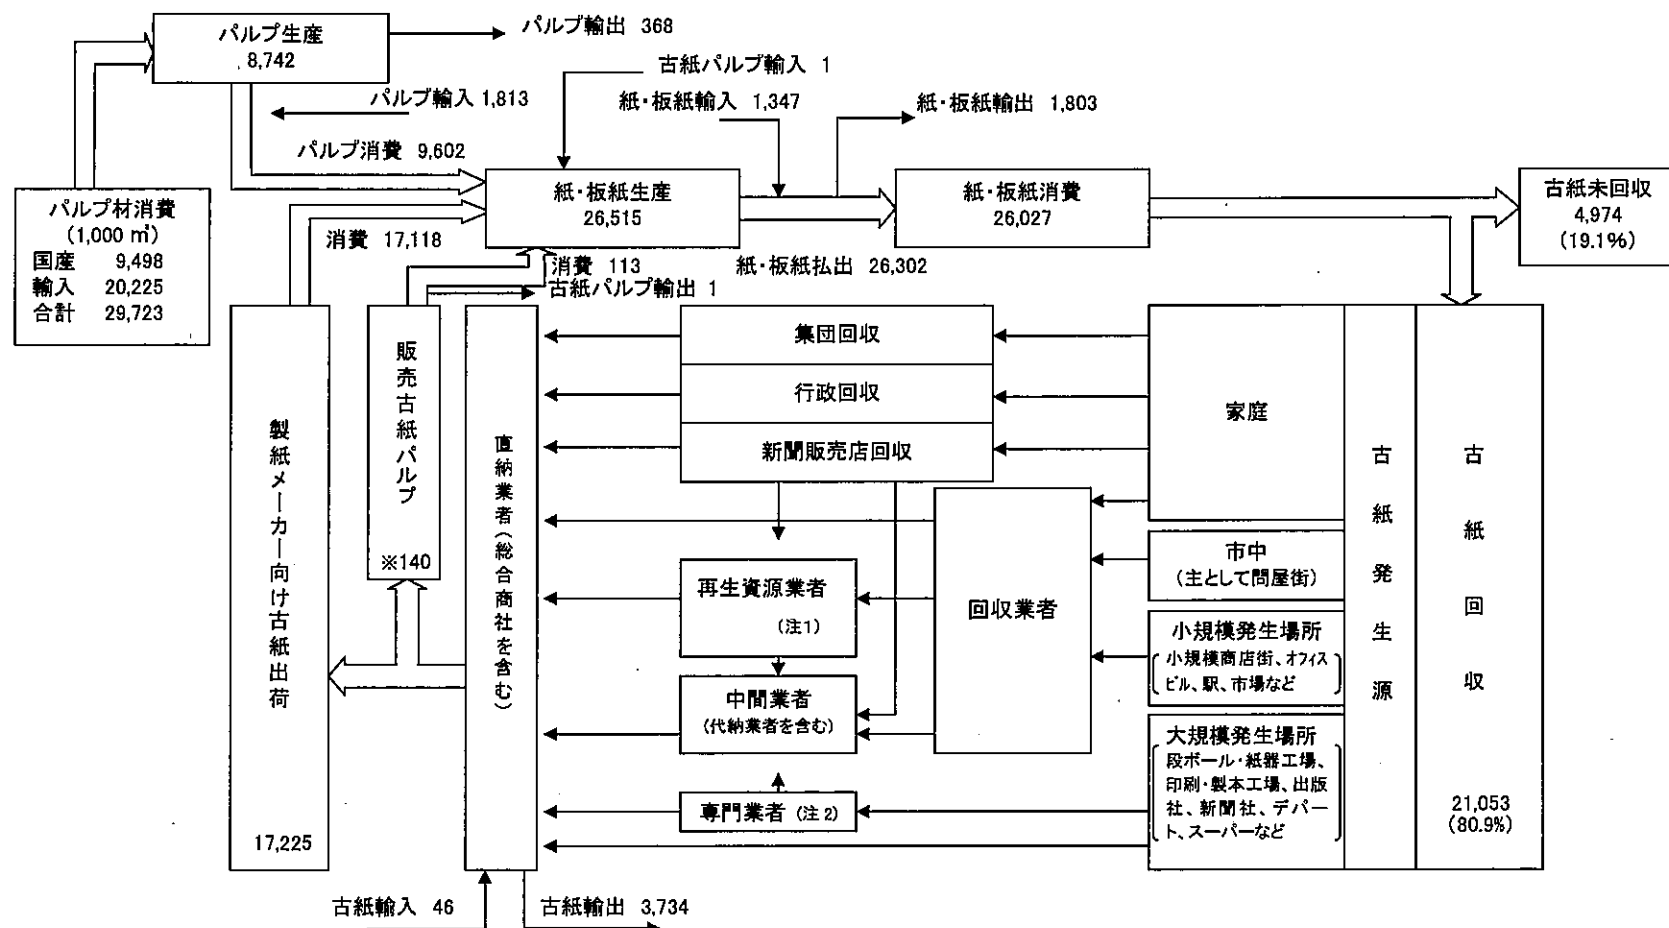 パルプ生産
8,742
パルプ輸出 368
古紙パルプ輸入 1
パルプ輸入 1,813
紙・板紙輸入 1,347
紙・板紙輸出 1,803
パルプ消費 9,602
パルプ材消費
(1,000 ㎥)
国産 9,498
輸入 20,225
合計 29,723
紙・板紙生産
26,515
紙・板紙消費
26,027
古紙未回収
4,974
(19.1%)
消費 17,118
消費 113
紙・板紙払出 26,302
古紙パルプ輸出 1
製紙メーカー向け古紙出荷
17,225
販売古紙パルプ
※140
直納業者(総合商社を含む)
集団回収
行政回収
新聞販売店回収
再生資源業者
(注1)
中間業者
(代納業者を含む)
専門業者 (注2)
回収業者
家庭
市中
(主として問屋街)
小規模発生場所
小規模商店街、オフィス
ビル、駅、市場など
大規模発生場所
段ボール・紙器工場、
印刷・製本工場、出版
社、新聞社、デパー
ト、スーパーなど
古紙発生源
古紙回収
21,053
(80.9%)
古紙輸入 46
古紙輸出 3,734